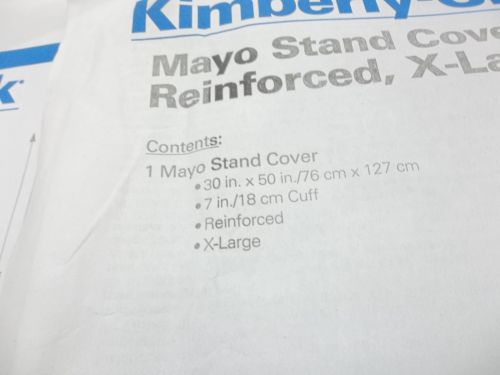 Kimberly-C
Mayo Stand Cove
Reinforced, X-La
k
Contents:
1 Mayo Stand Cover
• 30 in. x 50 in./76 cm x 127 cm
• 7 in./18 cm Cuff
• Reinforced
• X-Large